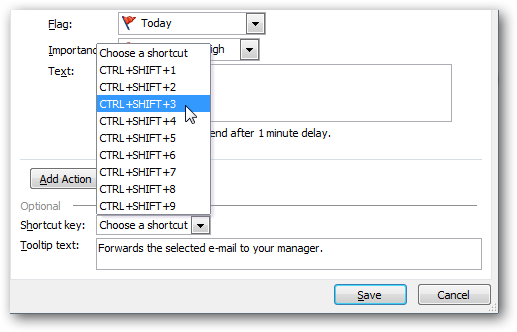 Flag: Today
Importanc igh
Choose a shortcut
Text: CTRL+SHIFT+1
CTRL+SHIFT+2
CTRL+SHIFT+3
CTRL+SHIFT+4
CTRL+SHIFT+5 end after 1 minute delay.
CTRL+SHIFT+6
CTRL+SHIFT+7
Add Action
CTRL+SHIFT+8
CTRL+SHIFT+9
Optional
Shortcut key: Choose a shortcut
Tooltip text: Forwards the selected e-mail to your manager.
Save Cancel